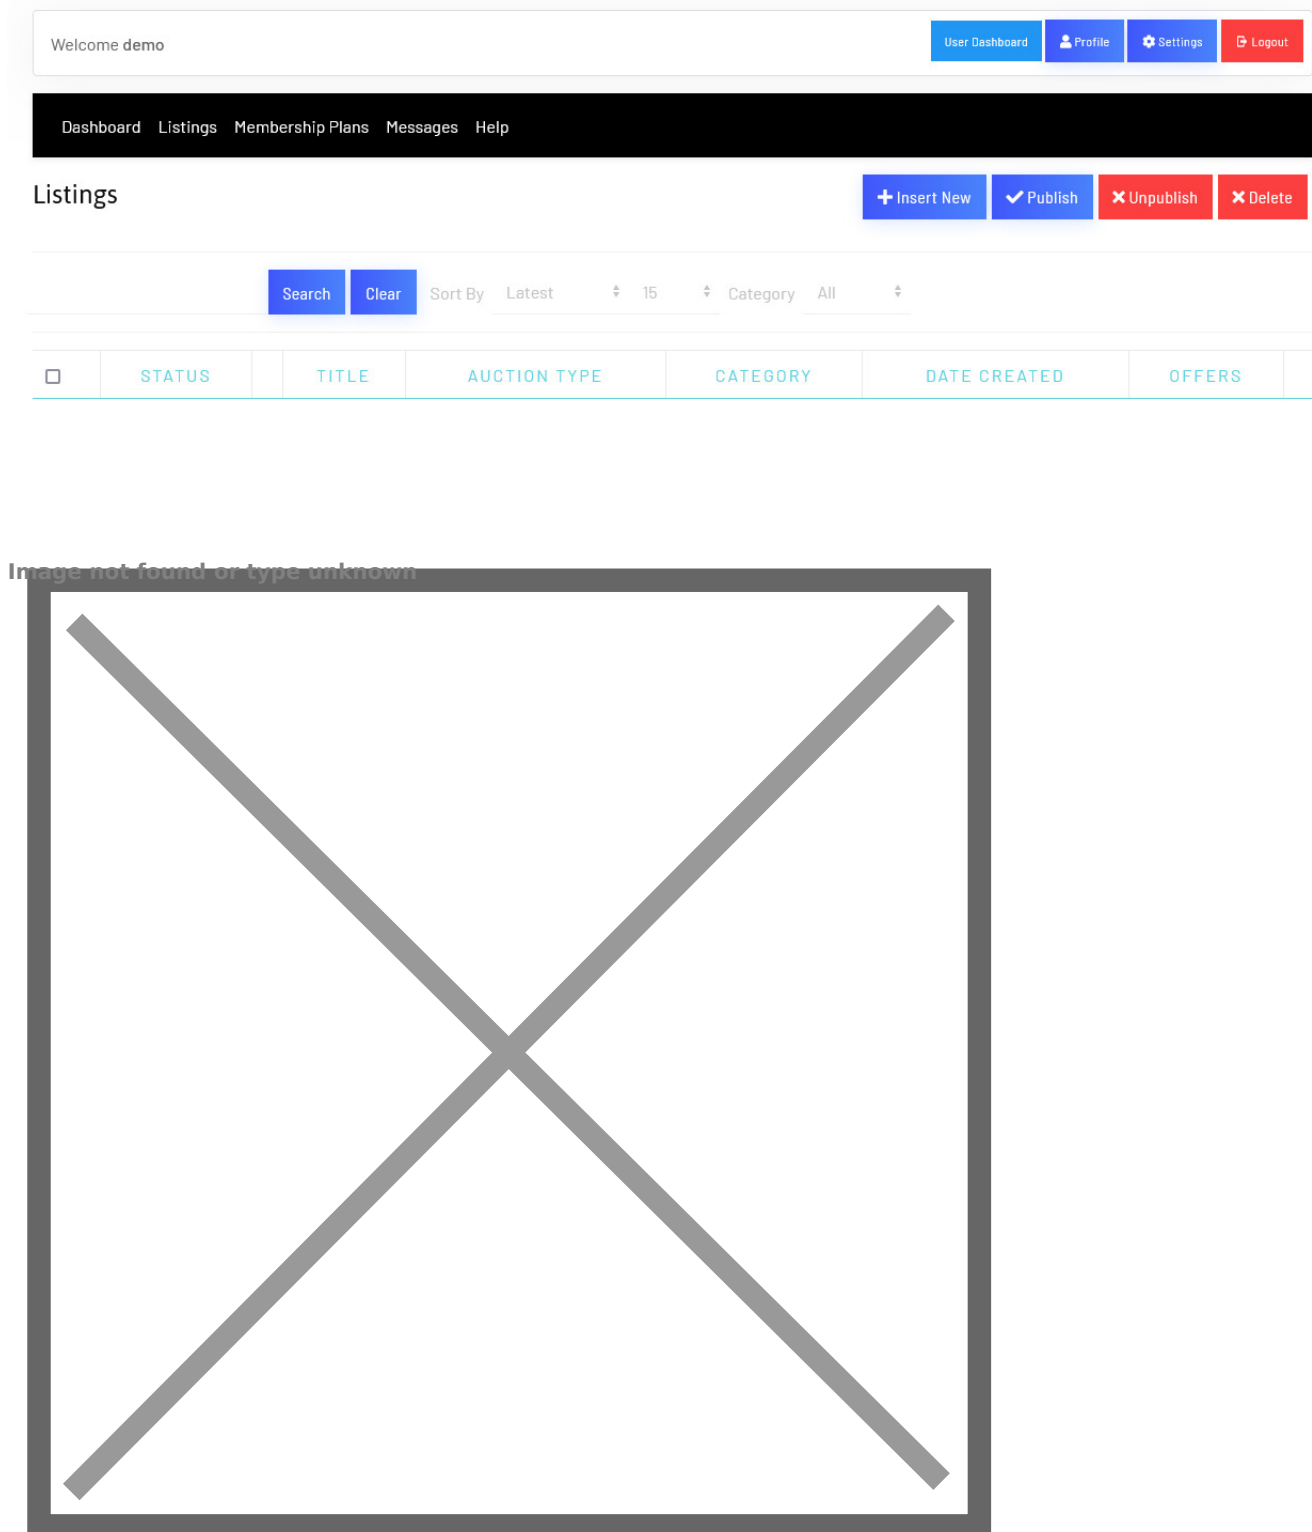 Welcome demo User Dashboard Profile Settings Logout
Dashboard Listings Membership Plans Messages Help
Listings Insert New Publish Unpublish Delete
Search Clear Sort By Latest 15 Category All
STATUS TITLE AUCTION TYPE CATEGORY DATE CREATED OFFERS
Image not found or type unknown